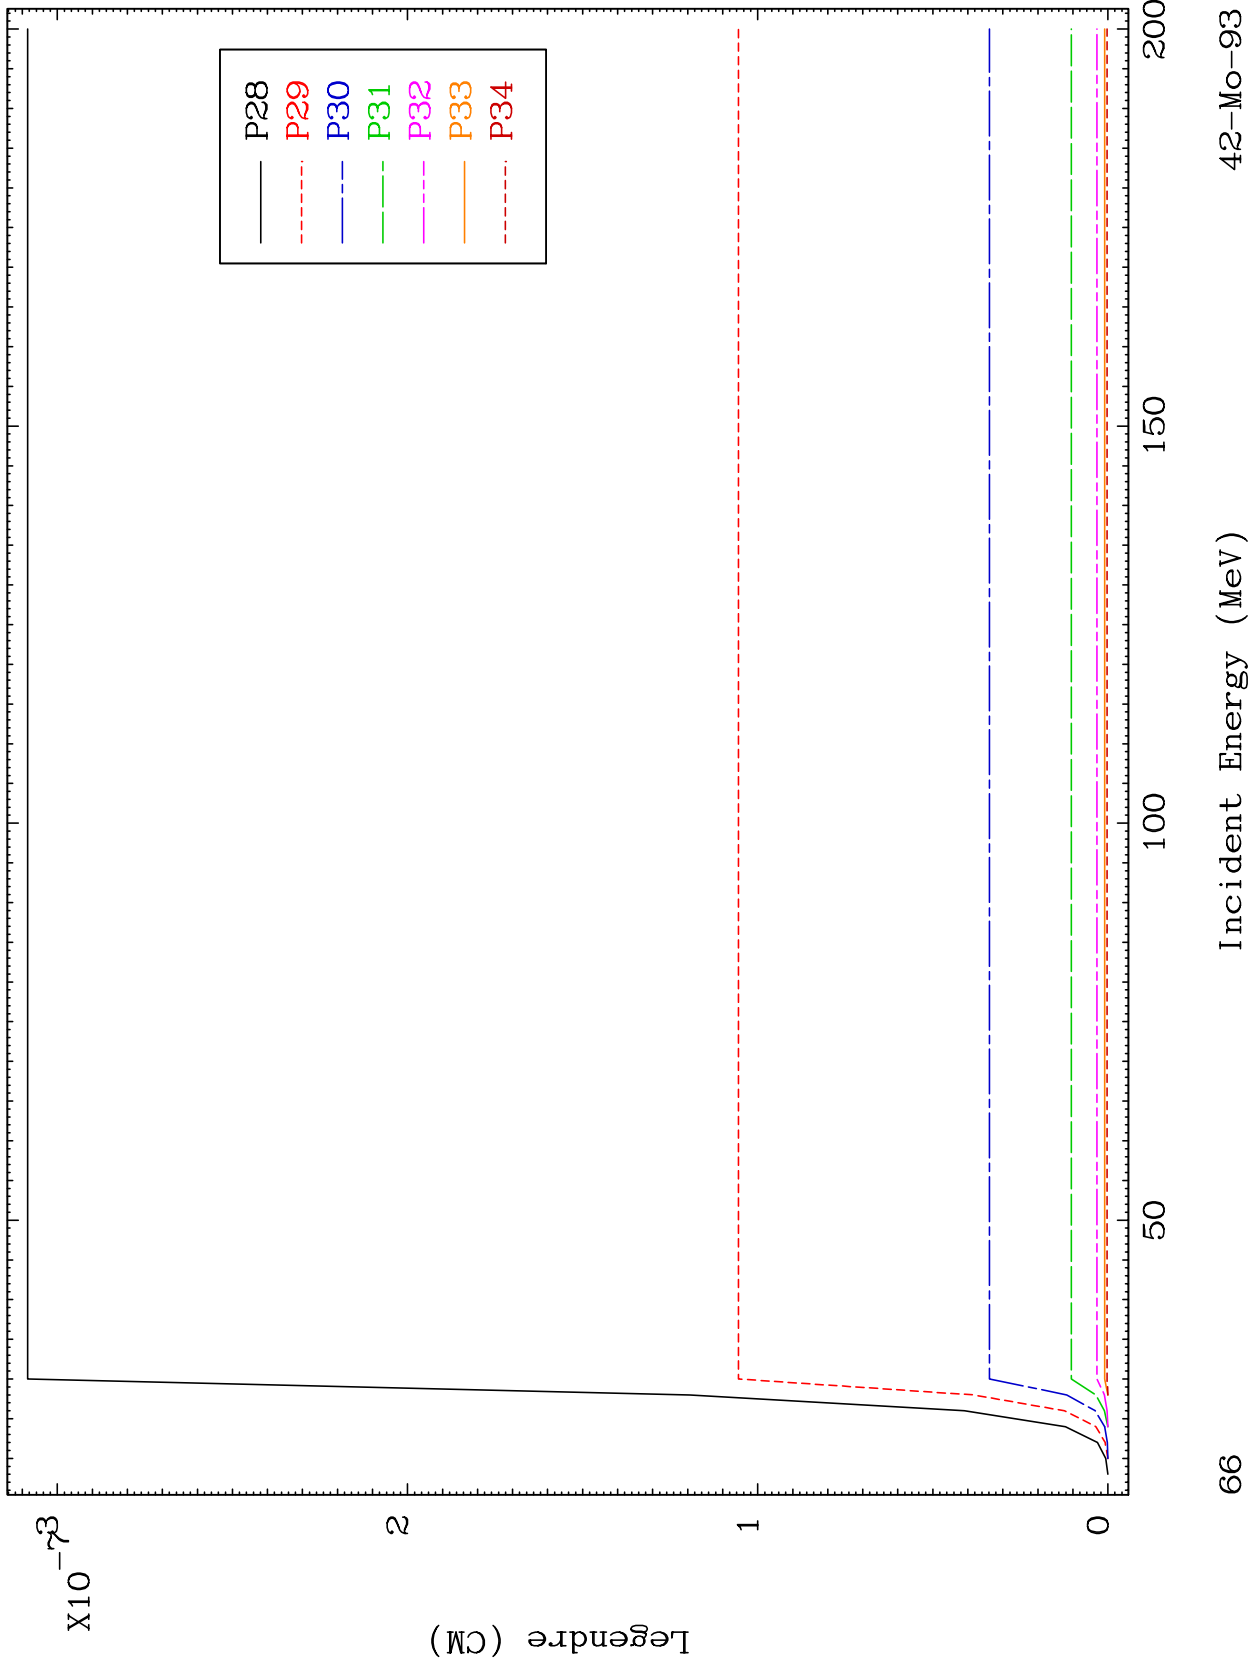 X10-7
3
2
1
0
Legendre (CM)
P28
P29
P30
P31
P32
P33
P34
50 100 150 200
Incident Energy (MeV)
66 42-Mo-93